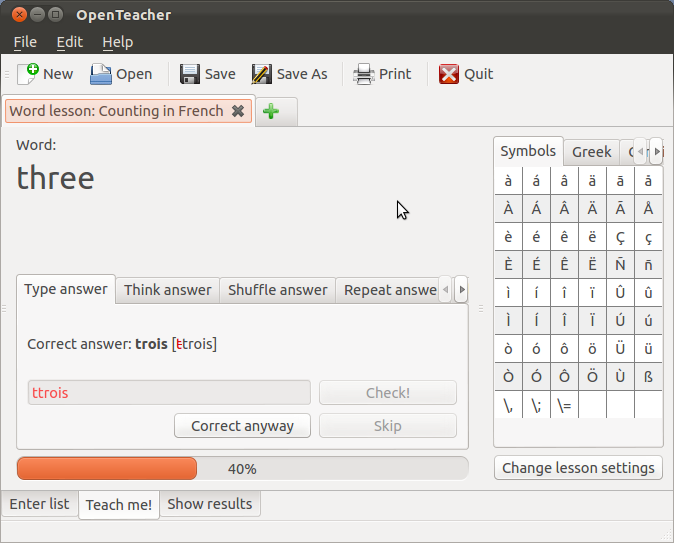 OpenTeacher
File Edit Help
New Open Save Save As Print Quit
Word lesson: Counting in French
Word:
three
Type answer Think answer Shuffle answer Repeat answe
Correct answer: trois [ttrois]
ttrois Check!
Correct anyway Skip
40%
Symbols Greek
à á â ä ã å
À Á Â Ä Ã Å
è é ê ë Ç ç
È É Ê Ë Ñ ñ
ì í î ï Û û
Ì Í Î Ï Ú ú
ò ó ô ö Ü ü
Ò Ó Ô Ö Ù ß
\, \; \=
Change lesson settings
Enter list Teach me! Show results